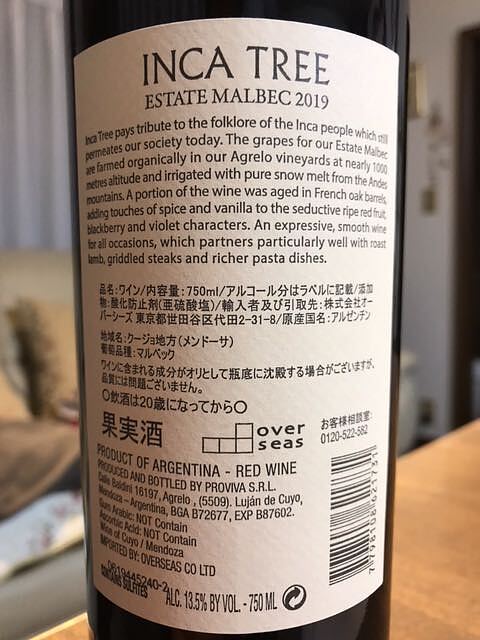 INCA TREE
ESTATE MALBEC 2019
Inca Tree pays tribute to the folklore of the Inca people which still
permeates our society today. The grapes for our Estate Malbec
are farmed organically in our Agrelo vineyards at nearly 1000
metres altitude and irrigated with pure snow melt from the Andes
mountains. A portion of the wine was aged in French oak barrels,
adding touches of spice and vanilla to the seductive ripe red fruit,
blackberry and violet characters. An expressive, smooth wine
for all occasions, which partners particularly well with roast
lamb, griddled steaks and richer pasta dishes.
品名:ワイン/内容量:750ml/アルコール分はラベルに記載/添加
物:酸化防止剤(亜硫酸塩)/輸入者及び引取先:株式会社オー
バーシーズ 東京都世田谷区代田2-31-8/原産国名:アルゼンチン
地域名:クージョ地方(メンドーサ)
葡萄品種:マルベック
ワインに含まれる成分がオリとして瓶底に沈殿する場合がございますが、
品質には問題ございません。
〇飲酒は20歳になってから〇
果実酒
over
seas
お客様相談室:
0120-522-582
PRODUCT OF ARGENTINA - RED WINE
PRODUCED AND BOTTLED BY PROVIVA S.R.L.
Calle Baldini 16197, Agrelo, (5509). Luján de Cuyo,
Mendoza – Argentina, BGA B72677, EXP B87602.
Gum Arabic: NOT Contain
Ascorbic Acid: NOT Contain
Wine of Cuyo / Mendoza
IMPORTED BY: OVERSEAS CO LTD
0619445240-2
CONTAINS SULFITES
ALC. 13.5% BY VOL. - 750 ML
7798108621731